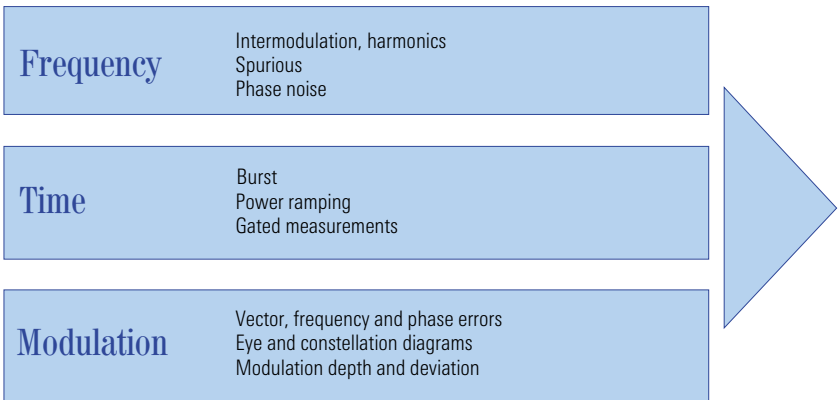 Frequency
Intermodulation, harmonics
Spurious
Phase noise
Time
Burst
Power ramping
Gated measurements
Modulation
Vector, frequency and phase errors
Eye and constellation diagrams
Modulation depth and deviation